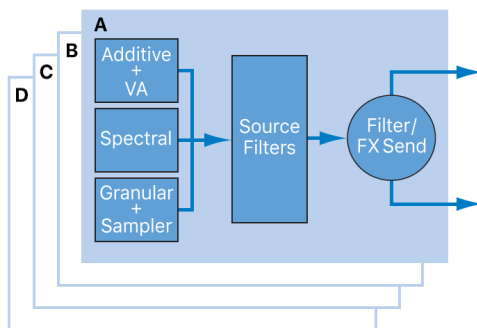 A
B
C
D
Additive
+
VA
Spectral
Granular
+
Sampler
Source
Filters
Filter/
FX Send